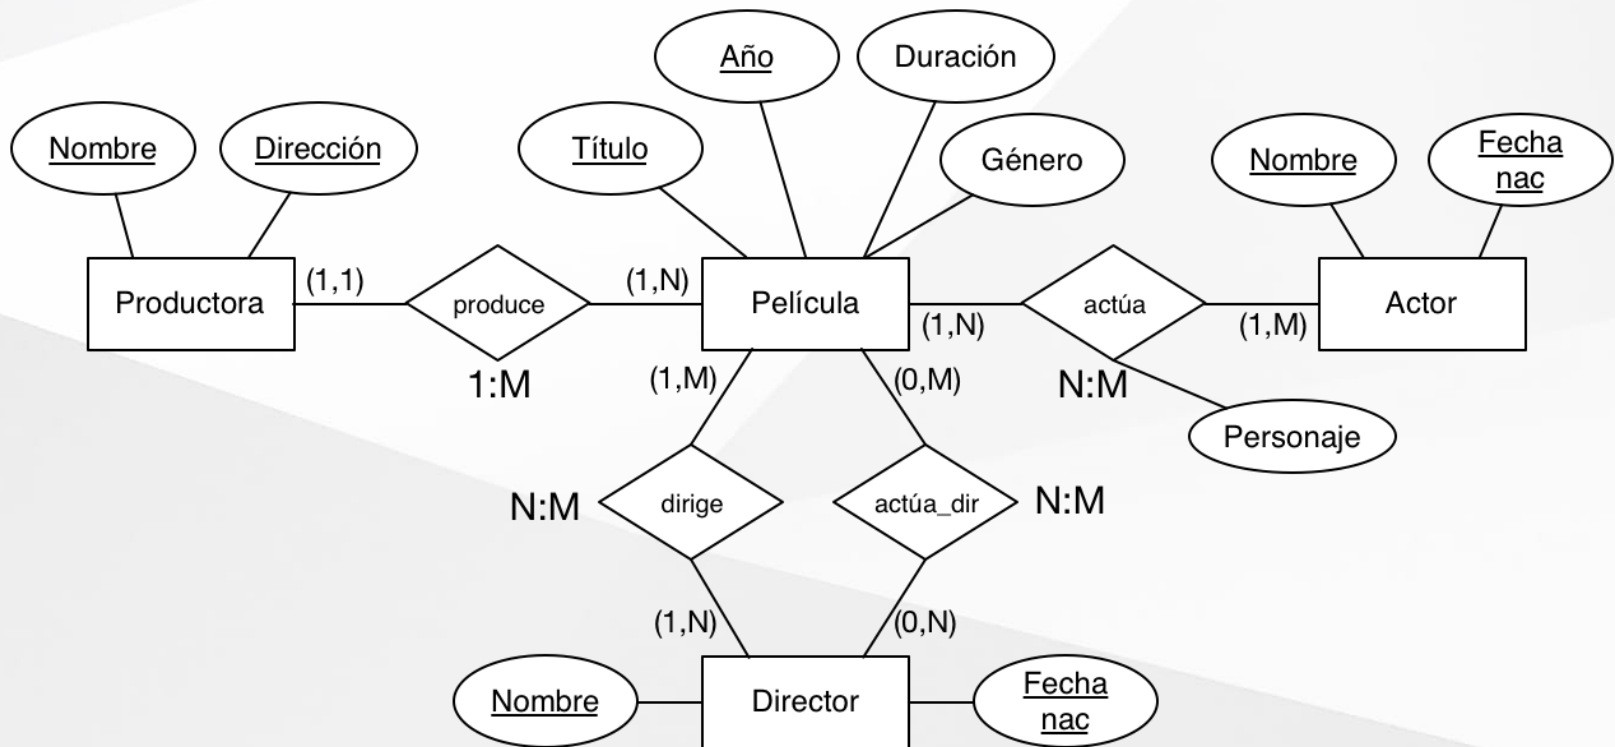 Año
Duración
Nombre
Dirección
Título
Género
Nombre
Fecha
nac
Productora
(1,1)
produce
1:M
(1,N)
Película
(1,N)
actúa
N:M
(1,M)
Actor
Personaje
(1,M)
(0,M)
N:M
dirige
actúa_dir
N:M
(1,N)
(0,N)
Nombre
Director
Fecha
nac